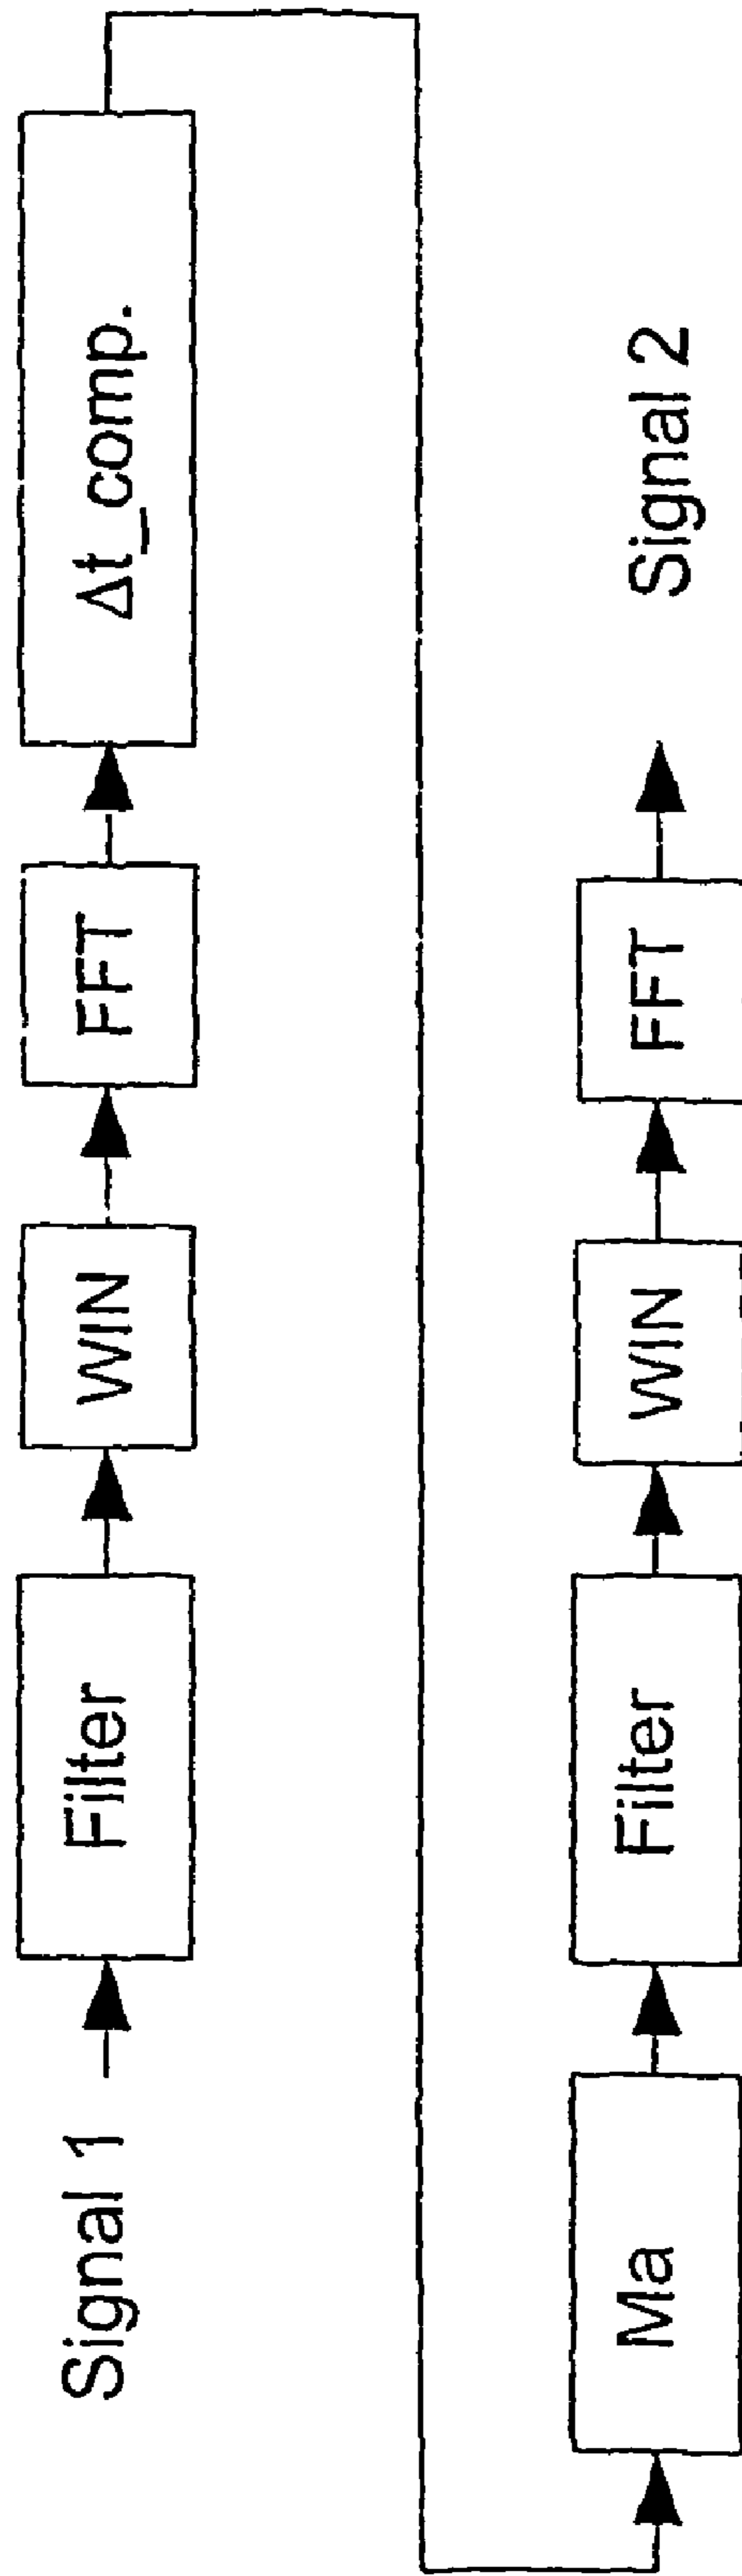 Signal 1
Filter
WIN
FFT
Δt_comp.
Ma
Filter
WIN
FFT
Signal 2